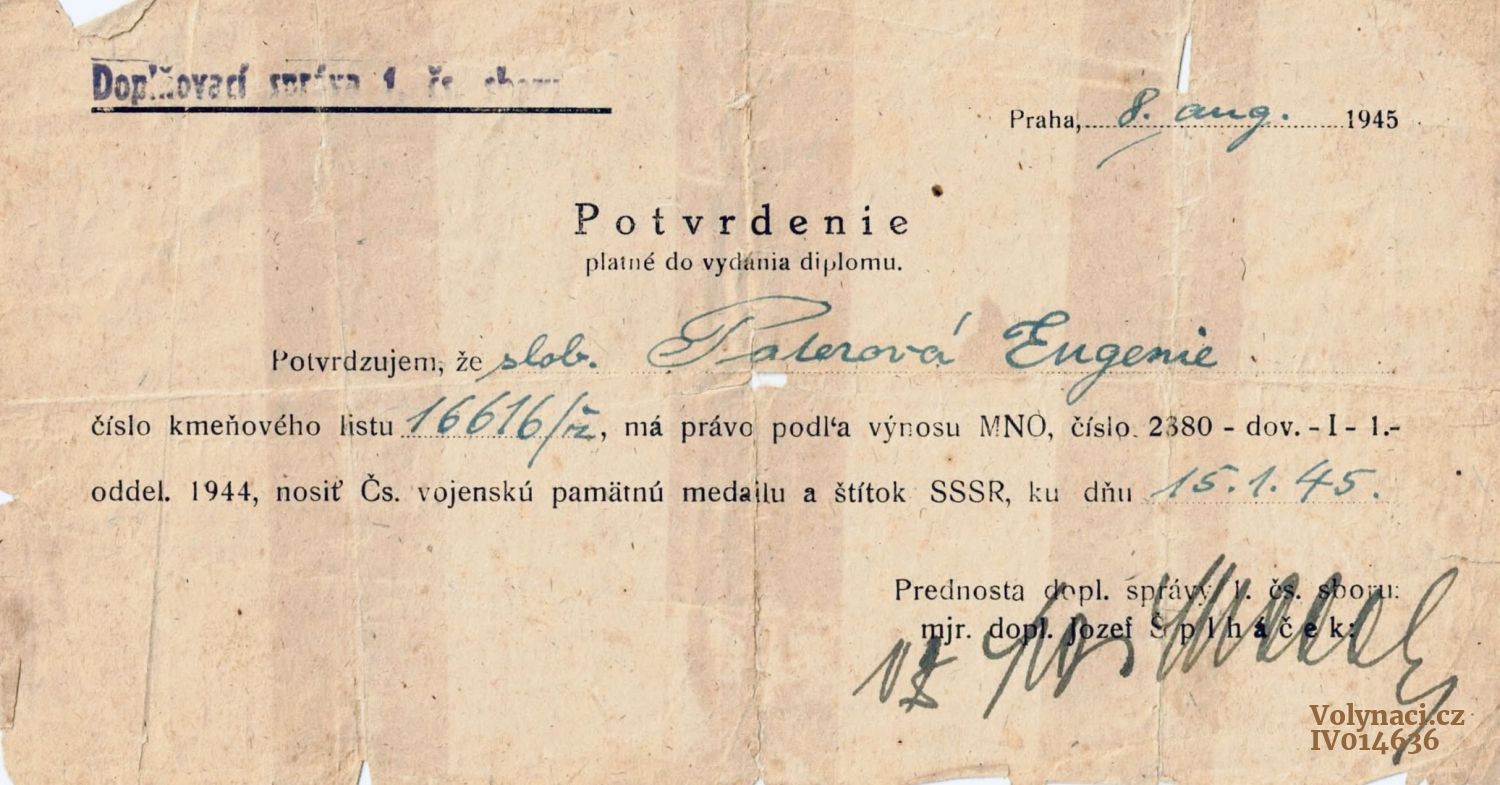 Doplňovací správa 1. čs. sboru
Praha, 8. aug. 1945
Potvrdenie
platné do vydania diplomu.
Potvrdzujem, že slob. Paterová Eugenie
číslo kmeňového listu 16616/ž, má právo podľa výnosu MNO, číslo 2380 - dov. - I - 1.-
oddel. 1944, nosiť Čs. vojenskú pamätnú medailu a štítok SSSR, ku dňu 15.1.45.
Prednosta dopl. správy 1. čs. sboru:
mjr. dopl. Jozef Šplháček:
Volynaci.cz
IV014636